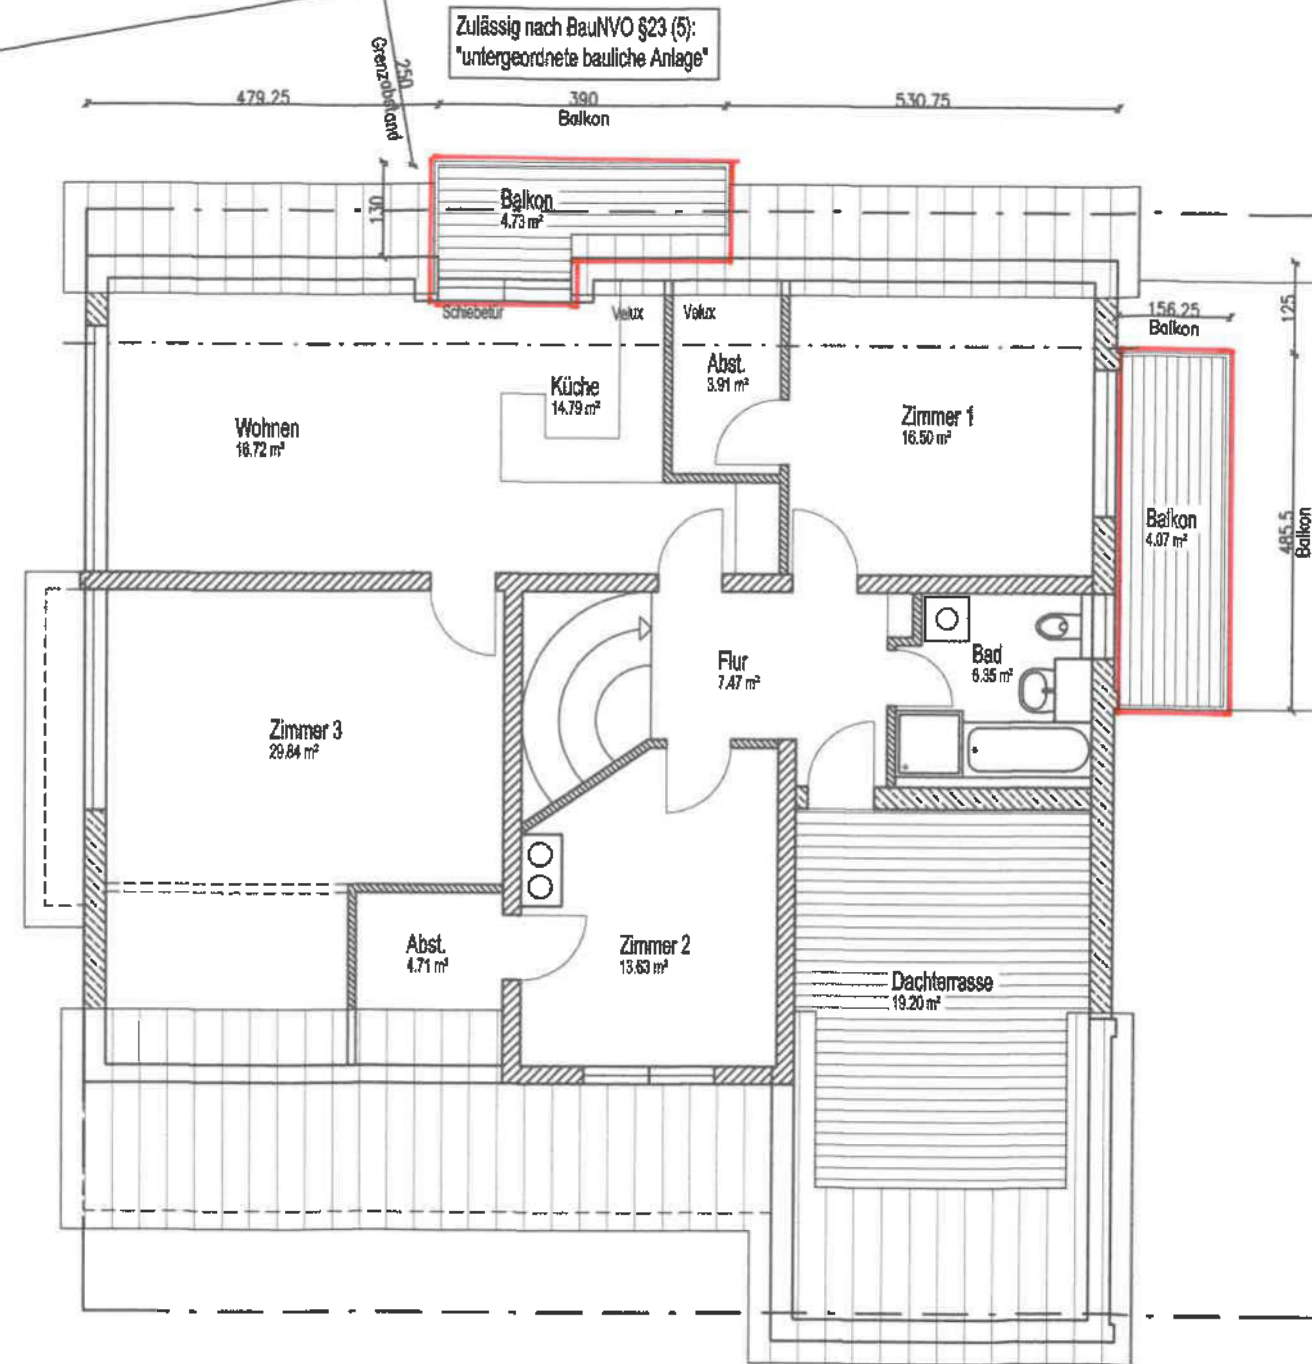 Zulässig nach BauNVO §23 (5):
"untergeordnete bauliche Anlage"
Grenzabstand
250
479.25
390
Balkon
530.75
130
Balkon
4.73 m²
Schiebetür
Velux
Velux
156.25
Balkon
125
Abst.
3.91 m²
Küche
14.79 m²
Wohnen
18.72 m²
Zimmer 1
16.50 m²
Balkon
4.07 m²
485.5
Balkon
Flur
7.47 m²
Bad
6.35 m²
Zimmer 3
29.84 m²
Abst.
4.71 m²
Zimmer 2
13.63 m²
Dachterrasse
19.20 m²